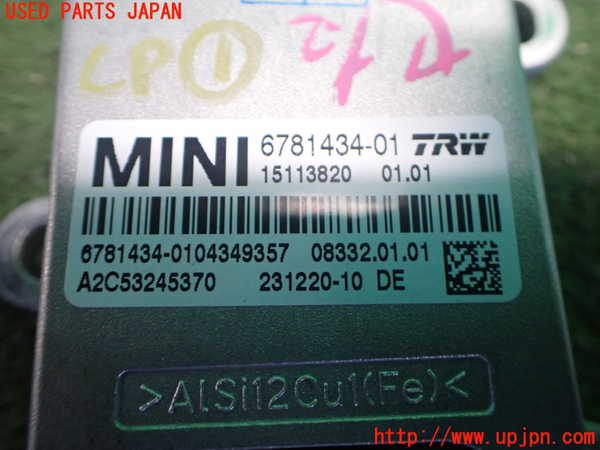 USED PARTS JAPAN
CP①
MINI 6781434-01 TRW
15113820 01.01
6781434-0104349357 08332.01.01
A2C53245370 231220-10 DE
>AlSi12Cu1(Fe)<
http://www.upjpn.com